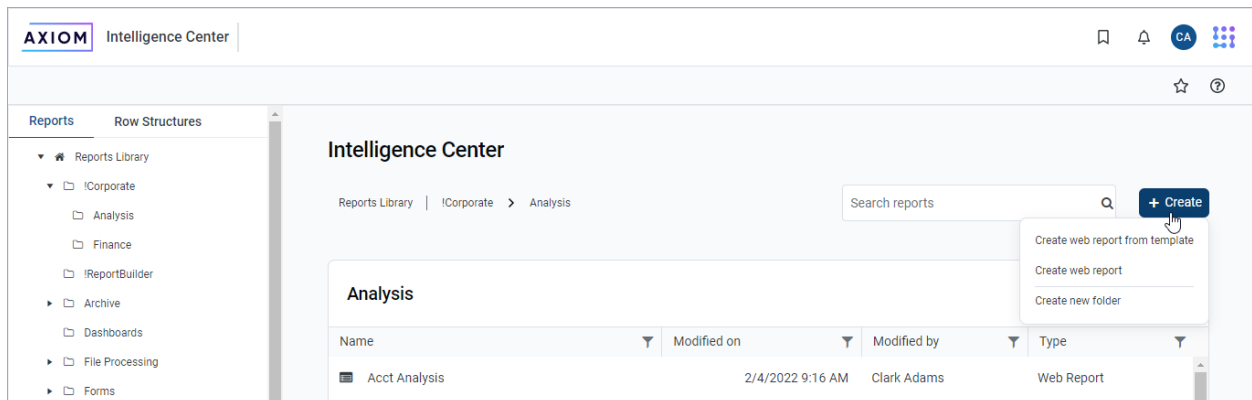 AXIOM Intelligence Center
CA
Reports Row Structures
Reports Library
!Corporate
Analysis
Finance
!ReportBuilder
Archive
Dashboards
File Processing
Forms
Intelligence Center
Reports Library | !Corporate > Analysis
Search reports
+ Create
Create web report from template
Create web report
Create new folder
Analysis
Name Modified on Modified by Type
Acct Analysis 2/4/2022 9:16 AM Clark Adams Web Report